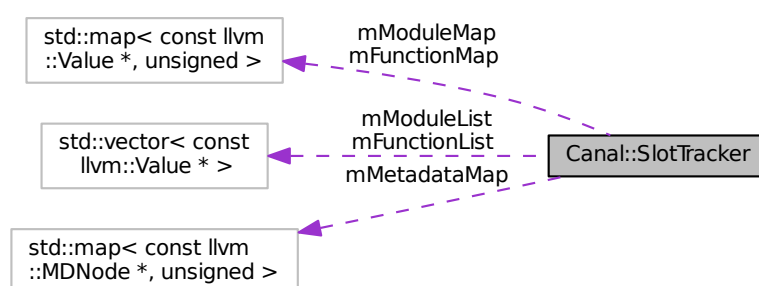 std::map< const llvm
::Value *, unsigned >
mModuleMap
mFunctionMap
std::vector< const
llvm::Value * >
mModuleList
mFunctionList
Canal::SlotTracker
mMetadataMap
std::map< const llvm
::MDNode *, unsigned >